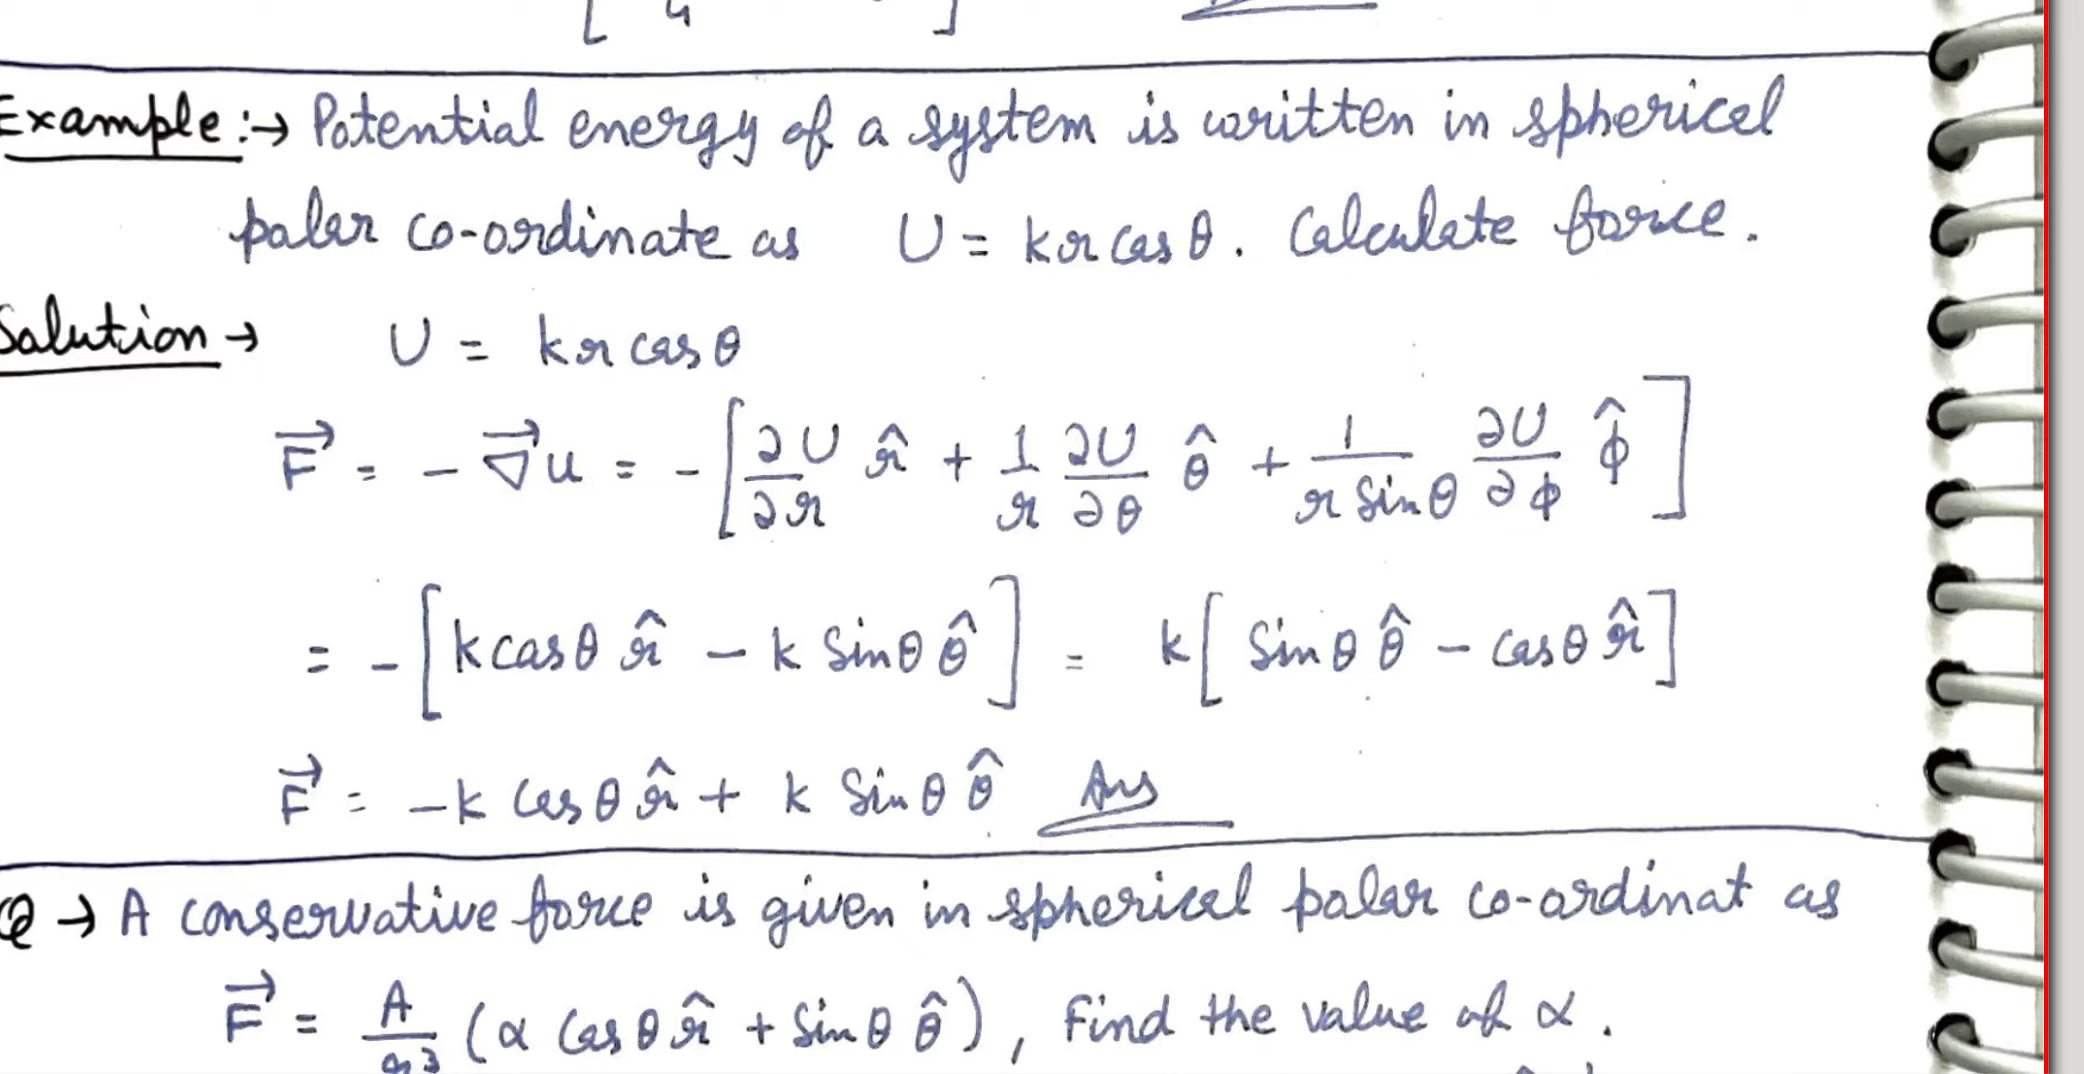 Example :→ Potential energy of a system is written in spherical
polar co-ordinate as U = kr cosθ. Calculate force.
Solution → U = kr cosθ
F⃗ = - ∇⃗u = - [∂U/∂r r̂ + 1/r ∂U/∂θ θ̂ + 1/(r Sinθ) ∂U/∂ϕ ϕ̂]
= - [k cosθ r̂ - k Sinθ θ̂] = k[Sinθ θ̂ - cosθ r̂]
F⃗ = -k cosθ r̂ + k Sinθ θ̂ Ans
Q → A conservative force is given in spherical polar co-ordinat as
F⃗ = A/r³ (α cosθ r̂ + Sinθ θ̂), Find the value of α.